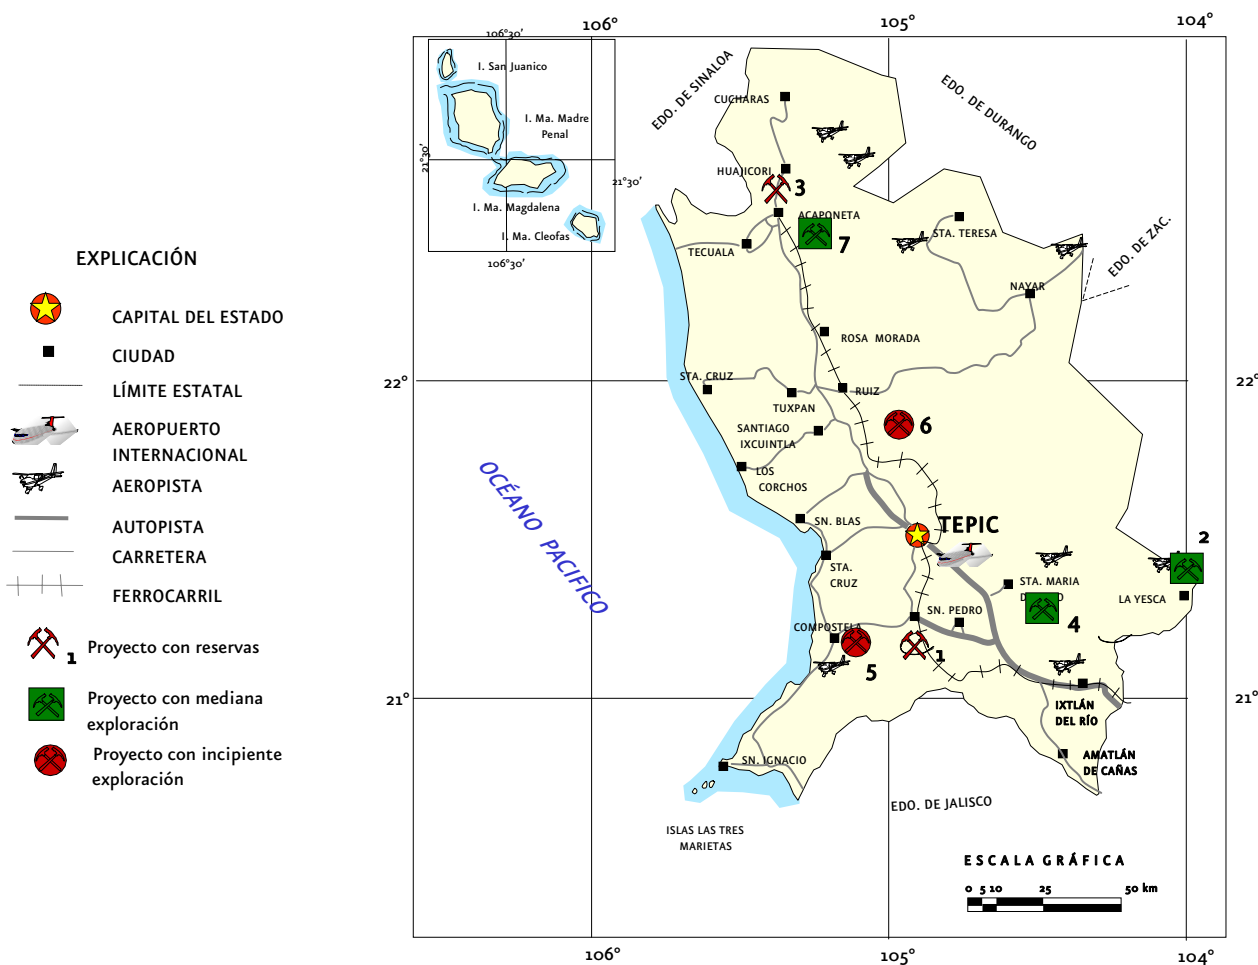 106°
105°
104°
106°30'
I. San Juanico
I. Ma. Madre
Penal
21°30'
21°30'
I. Ma. Magdalena
I. Ma. Cleofas
106°30'
EDO. DE SINALOA
EDO. DE DURANGO
EDO. DE ZAC.
CUCHARAS
HUAJICORI
3
ACAPONETA
7
TECUALA
STA. TERESA
NAYAR
ROSA MORADA
22°
22°
STA. CRUZ
RUIZ
TUXPAN
6
SANTIAGO
IXCUINTLA
LOS
CORCHOS
SN. BLAS
TEPIC
2
STA.
CRUZ
STA. MARIA
LA YESCA
SN. PEDRO
4
COMPOSTELA
1
5
21°
21°
IXTLÁN
DEL RÍO
AMATLÁN
DE CAÑAS
SN. IGNACIO
EDO. DE JALISCO
ISLAS LAS TRES
MARIETAS
OCÉANO PACIFICO
ESCALA GRÁFICA
0 5 10 25 50 km
106°
105°
104°
EXPLICACIÓN
CAPITAL DEL ESTADO
CIUDAD
LÍMITE ESTATAL
AEROPUERTO
INTERNACIONAL
AEROPISTA
AUTOPISTA
CARRETERA
FERROCARRIL
1 Proyecto con reservas
Proyecto con mediana
exploración
Proyecto con incipiente
exploración